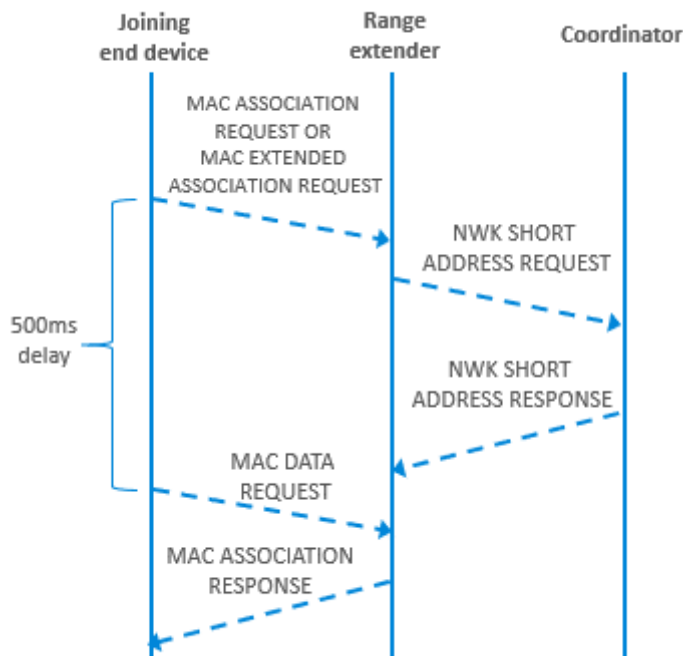 Joining
end device
Range
extender
Coordinator
MAC ASSOCIATION
REQUEST OR
MAC EXTENDED
ASSOCIATION REQUEST
NWK SHORT
ADDRESS REQUEST
500ms
delay
NWK SHORT
ADDRESS RESPONSE
MAC DATA
REQUEST
MAC ASSOCIATION
RESPONSE